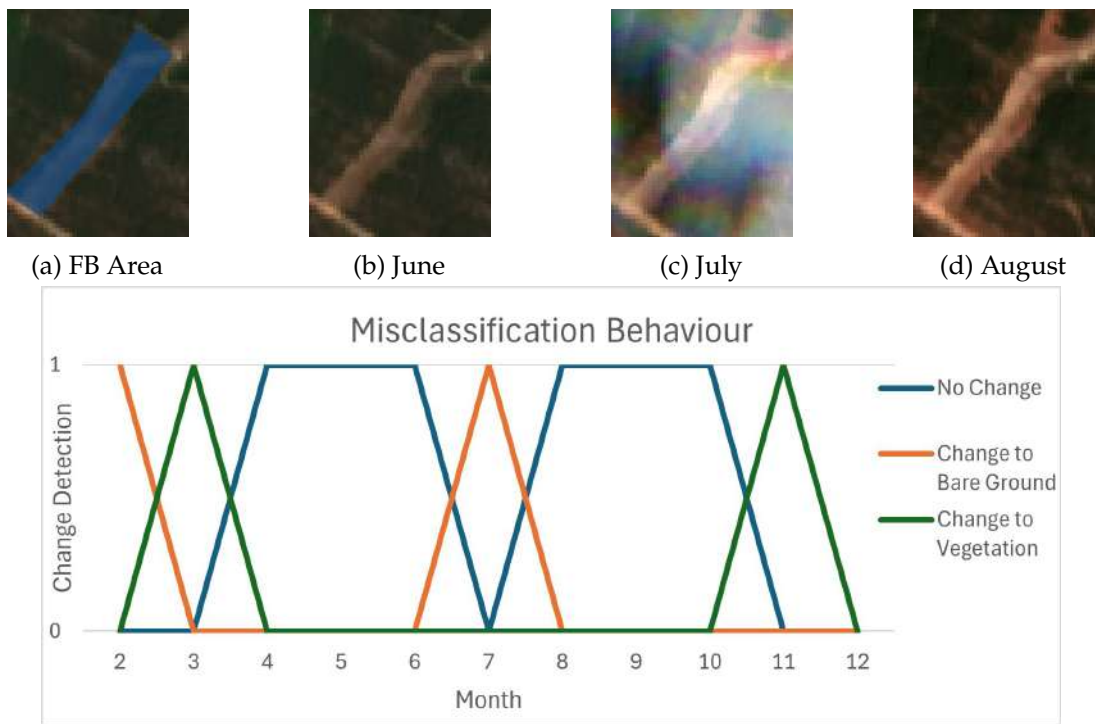 (a) FB Area
(b) June
(c) July
(d) August
Misclassification Behaviour
1
0
Change Detection
2 3 4 5 6 7 8 9 10 11 12
Month
No Change
Change to
Bare Ground
Change to
Vegetation